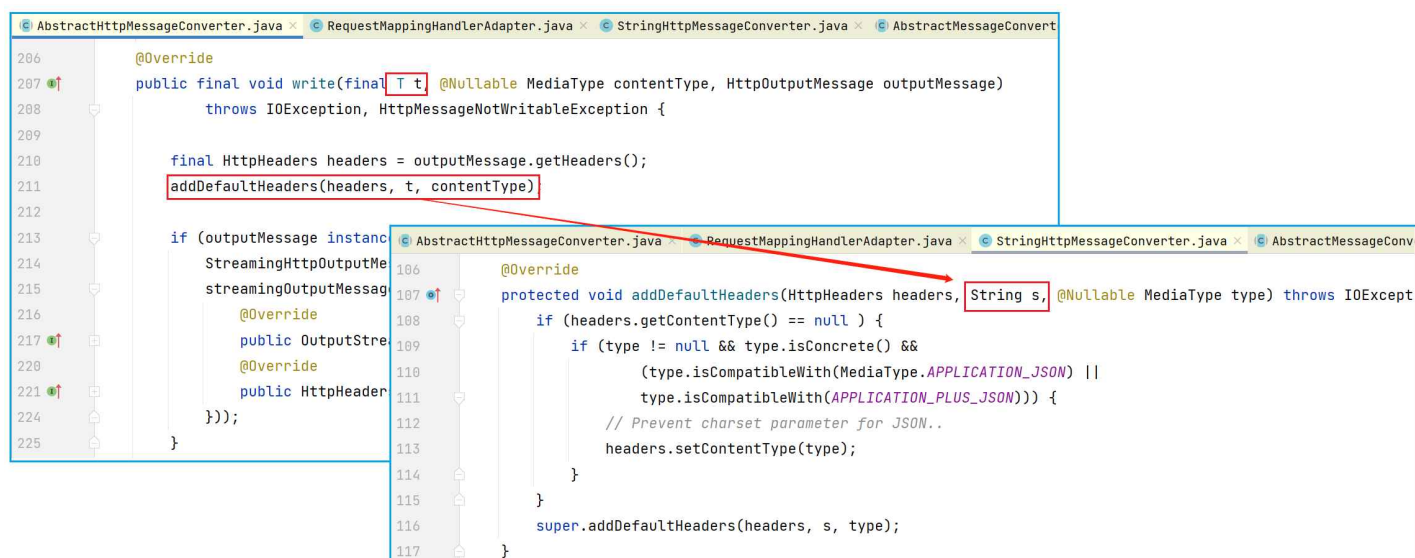 AbstractHttpMessageConverter.java × RequestMappingHandlerAdapter.java × StringHttpMessageConverter.java × AbstractMessageConvert
206 @Override
207 public final void write(final T t, @Nullable MediaType contentType, HttpOutputMessage outputMessage)
208 throws IOException, HttpMessageNotWritableException {
209
210 final HttpHeaders headers = outputMessage.getHeaders();
211 addDefaultHeaders(headers, t, contentType);
212
213 if (outputMessage instanc
214 StreamingHttpOutputMes
215 streamingOutputMessage
216 @Override
217 public OutputStrea
220 @Override
221 public HttpHeader
224 }));
225 }
AbstractHttpMessageConverter.java × RequestMappingHandlerAdapter.java × StringHttpMessageConverter.java × AbstractMessageConv
106 @Override
107 protected void addDefaultHeaders(HttpHeaders headers, String s, @Nullable MediaType type) throws IOExcept
108 if (headers.getContentType() == null ) {
109 if (type != null && type.isConcrete() &&
110 (type.isCompatibleWith(MediaType.APPLICATION_JSON) ||
111 type.isCompatibleWith(APPLICATION_PLUS_JSON))) {
112 // Prevent charset parameter for JSON..
113 headers.setContentType(type);
114 }
115 }
116 super.addDefaultHeaders(headers, s, type);
117 }